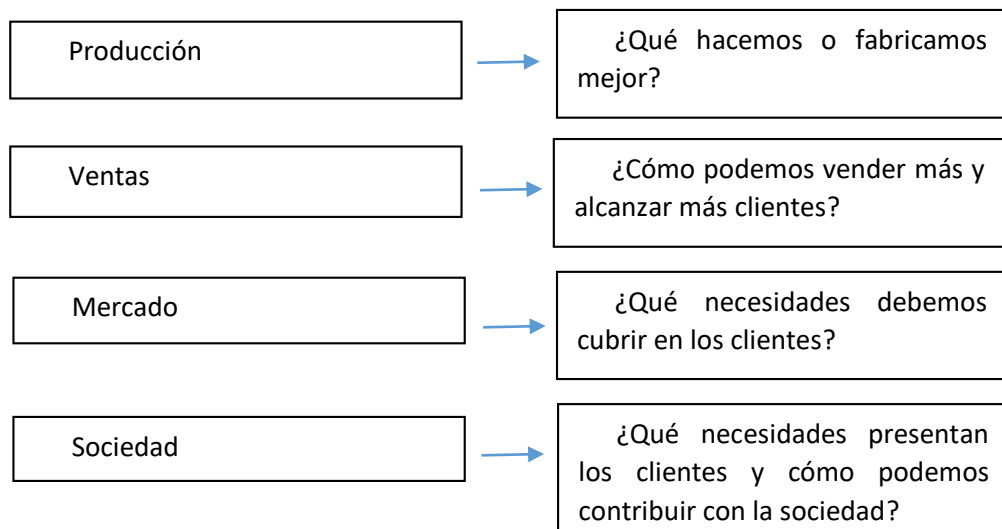 Producción
¿Qué hacemos o fabricamos
mejor?
Ventas
¿Cómo podemos vender más y
alcanzar más clientes?
Mercado
¿Qué necesidades debemos
cubrir en los clientes?
Sociedad
¿Qué necesidades presentan
los clientes y cómo podemos
contribuir con la sociedad?